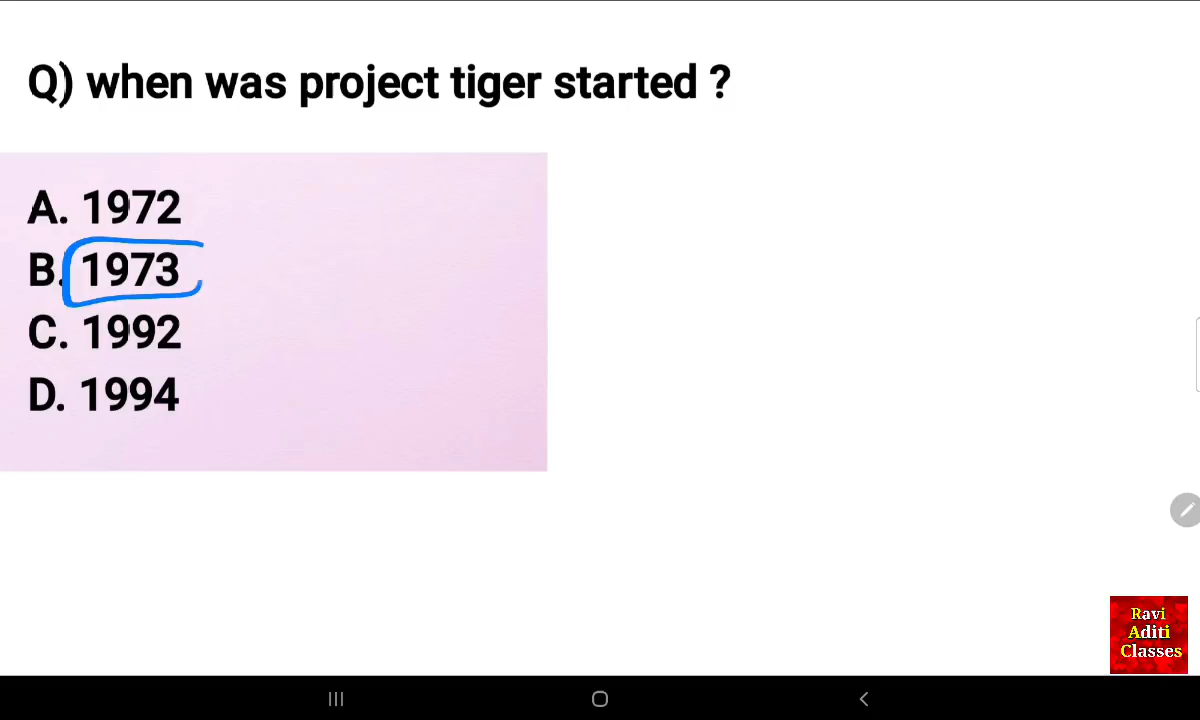 Q) when was project tiger started ?
A. 1972
B. 1973
C. 1992
D. 1994
Ravi
Aditi
Classes